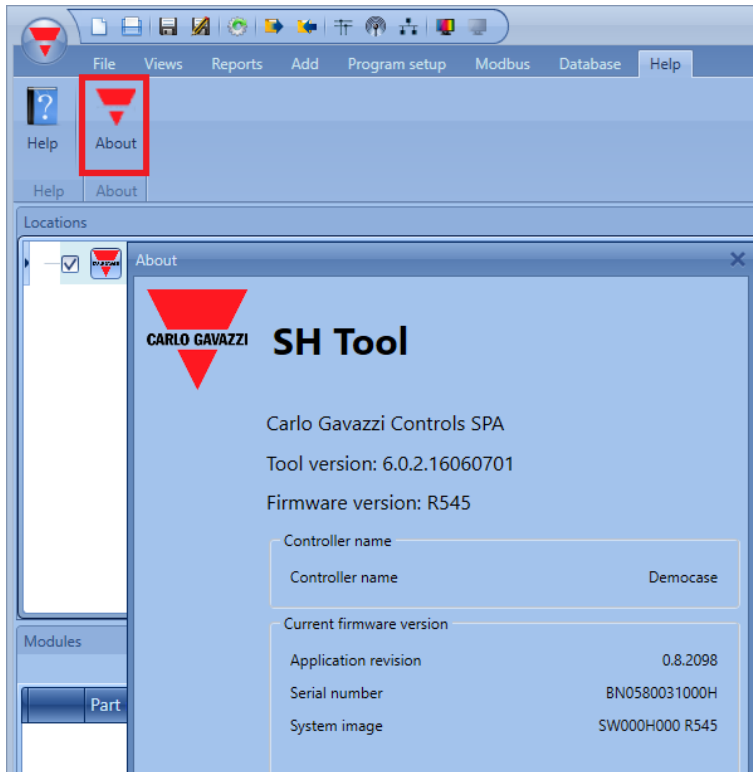 File Views Reports Add Program setup Modbus Database Help
?
Help About
Help About
Locations
About
CARLO GAVAZZI
SH Tool
Carlo Gavazzi Controls SPA
Tool version: 6.0.2.16060701
Firmware version: R545
Controller name
Controller name Democase
Current firmware version
Application revision 0.8.2098
Serial number BN0580031000H
System image SW000H000 R545
Modules
Part